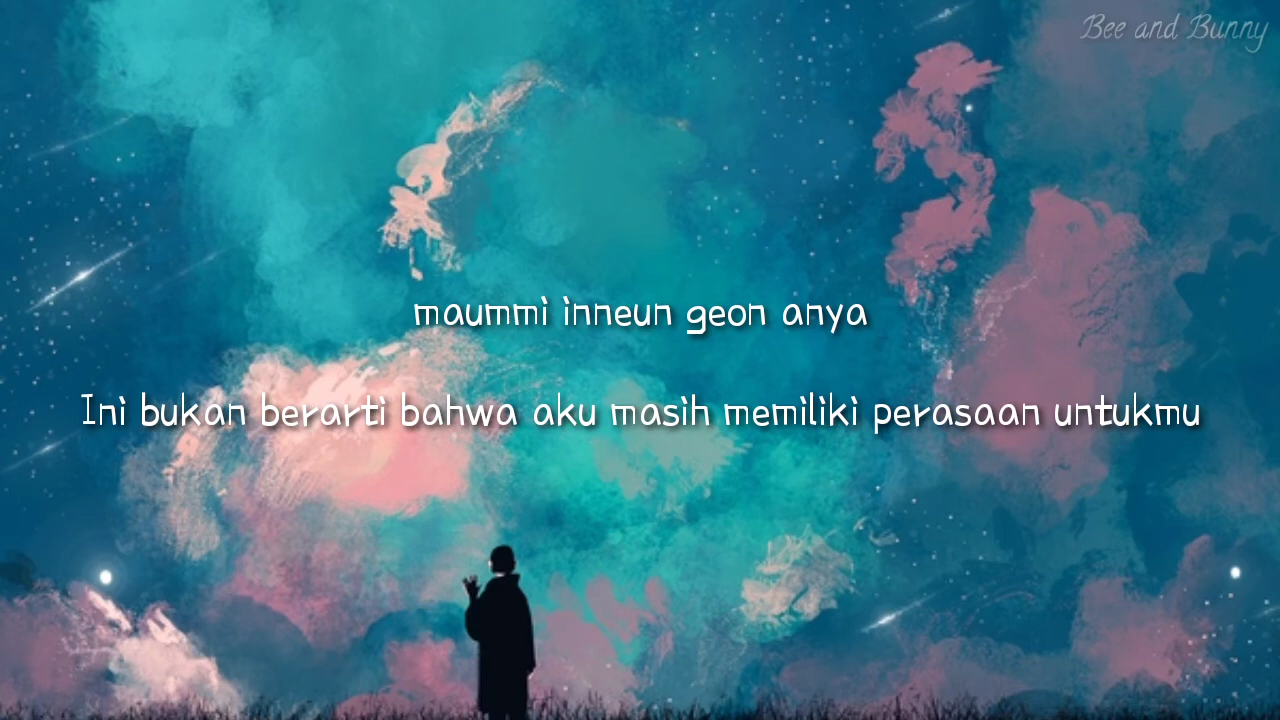 Bee and Bunny
maummi inneun geon anya
Ini bukan berarti bahwa aku masih memiliki perasaan untukmu